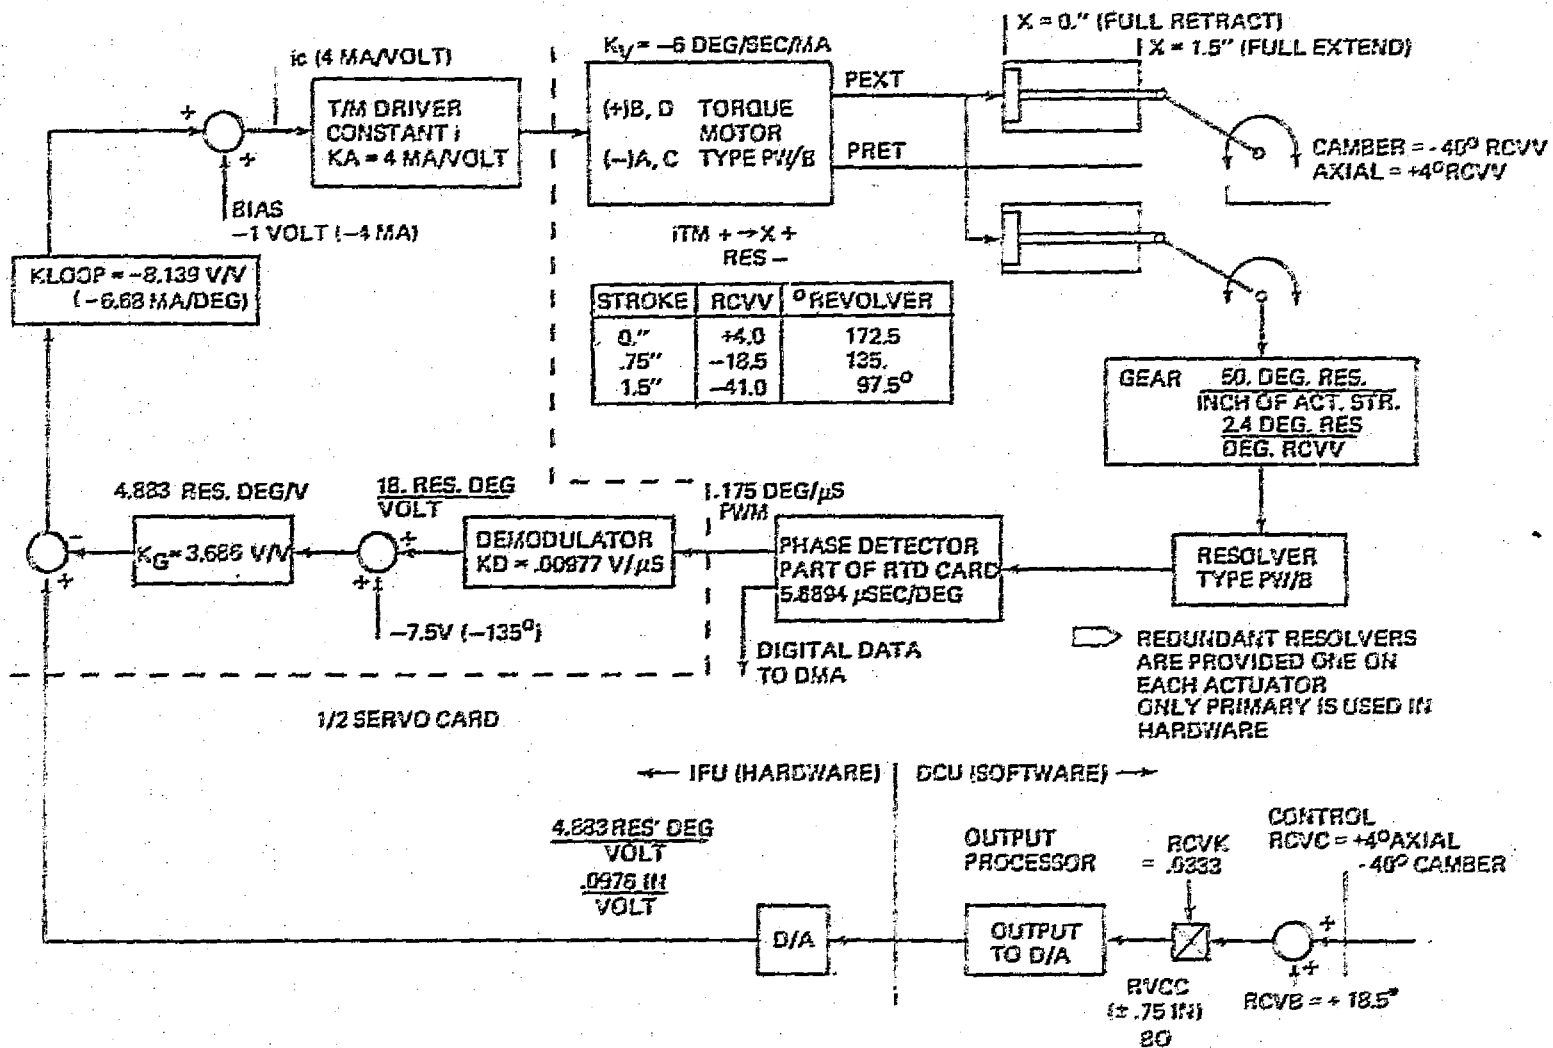 X = 0." (FULL RETRACT)
X = 1.5" (FULL EXTEND)
ic (4 MA/VOLT)
KV = -6 DEG/SEC/MA
T/M DRIVER
CONSTANT i
KA = 4 MA/VOLT
(+)B, D TORQUE
MOTOR
(-)A, C TYPE PW/B
PEXT
PRET
CAMBER = -40° RCVV
AXIAL = +4° RCVV
BIAS
-1 VOLT (-4 MA)
iTM + → X +
RES -
KLOOP = -8.139 V/V
(-6.68 MA/DEG)
STROKE RCVV °REVOLVER
0." +4.0 172.5
.75" -18.5 135.
1.5" -41.0 97.5°
GEAR 50. DEG. RES.
INCH OF ACT. STR.
2.4 DEG. RES
DEG. RCVV
4.883 RES. DEG/V
18. RES. DEG
VOLT
.175 DEG/µS
PWM
KG = 3.686 V/V
DEMODULATOR
KD = .00977 V/µS
PHASE DETECTOR
PART OF RTD CARD
5.6894 µSEC/DEG
RESOLVER
TYPE PW/B
-7.5V (-135°)
DIGITAL DATA
TO DMA
REDUNDANT RESOLVERS
ARE PROVIDED ONE ON
EACH ACTUATOR
ONLY PRIMARY IS USED IN
HARDWARE
1/2 SERVO CARD
← IFU (HARDWARE)
DCU (SOFTWARE) →
4.883 RES' DEG
VOLT
.0976 IN
VOLT
OUTPUT
PROCESSOR
RCVK
= .0333
CONTROL
RCVC = +4° AXIAL
-40° CAMBER
D/A
OUTPUT
TO D/A
RVCC
(± .75 IN)
80
RCVB = + 18.5°